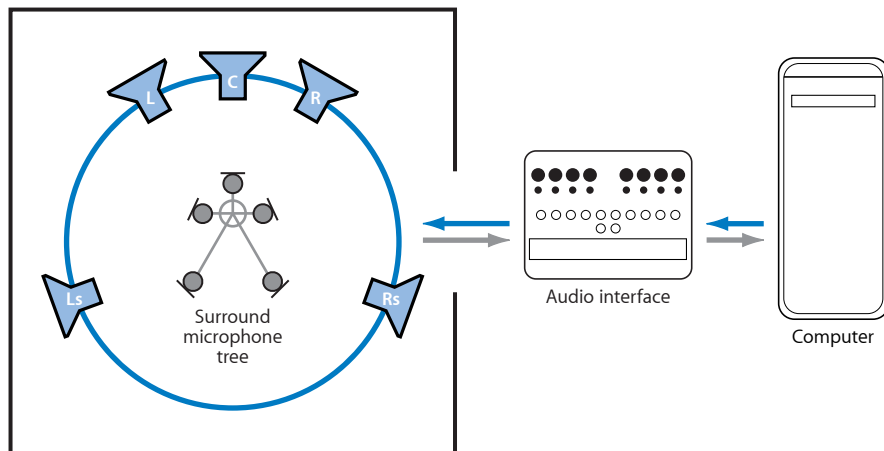 L
C
R
Ls
Rs
Surround
microphone
tree
Audio interface
Computer